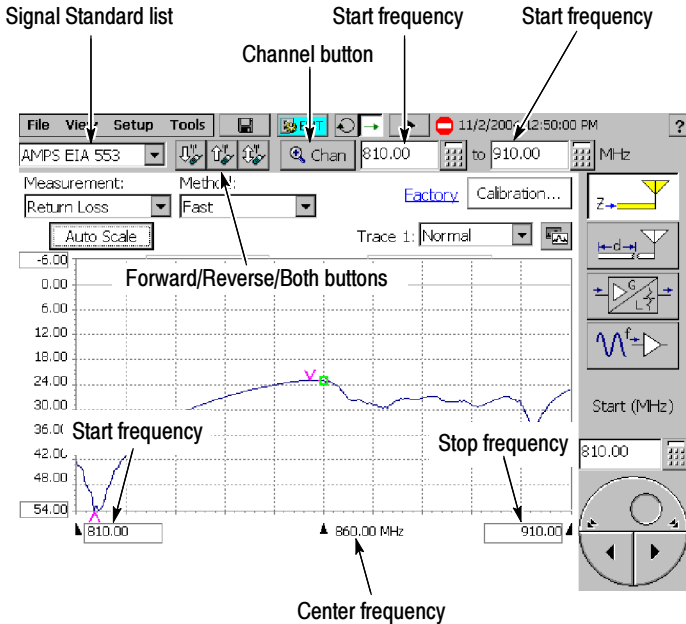 Signal Standard list
Start frequency
Start frequency
Channel button
File View Setup Tools
11/2/2004 12:50:00 PM ?
AMPS EIA 553
Chan 810.00 to 910.00 MHz
Measurement: Method:
Return Loss Fast
Factory Calibration...
Auto Scale
Trace 1: Normal
Z
d
G
L
f
Forward/Reverse/Both buttons
-6.00
0.00
6.00
12.00
18.00
24.00
30.00
36.00
42.00
48.00
54.00
Start frequency
Stop frequency
Start (MHz)
810.00
810.00 860.00 MHz 910.00
Center frequency